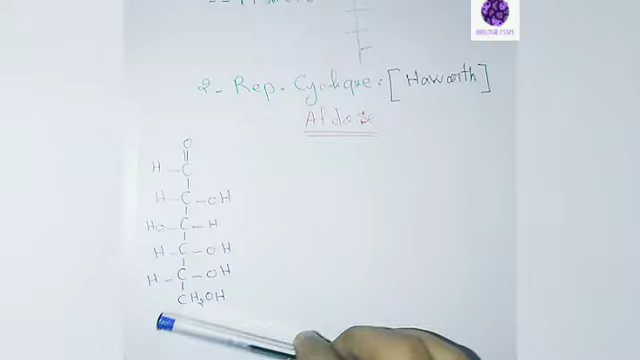 2- Rep. Cyclique: [Haworth]
Aldose
O
H - C
H - C - OH
HO - C - H
H - C - OH
H - C - OH
CH₂OH